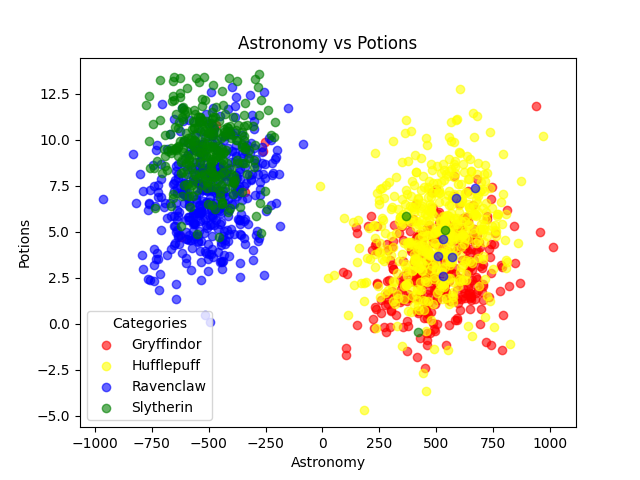 Astronomy vs Potions
12.5
10.0
7.5
5.0
2.5
0.0
−2.5
−5.0
Potions
Categories
Gryffindor
Hufflepuff
Ravenclaw
Slytherin
−1000 −750 −500 −250 0 250 500 750 1000
Astronomy